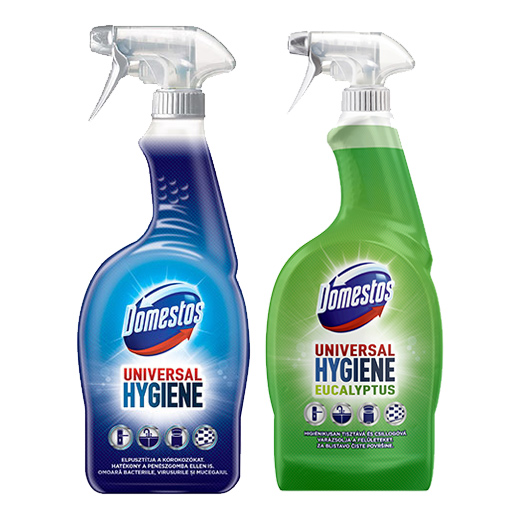 Domestos
UNIVERSAL
HYGIENE
ELPUSZTÍTJA A KÓROKOZÓKAT.
HATÉKONY A PENÉSZGOMBA ELLEN IS.
OMOARĂ BACTERIILE, VIRUSURILE ȘI MUCEGAIUL
Domestos
UNIVERSAL
HYGIENE
EUCALYPTUS
HIGIÉNIKUSAN TISZTÁVÁ ÉS CSILLOGÓVÁ
VARÁZSOLJA A FELÜLETEKET
ZA BLISTAVO ČISTE POVRŠINE